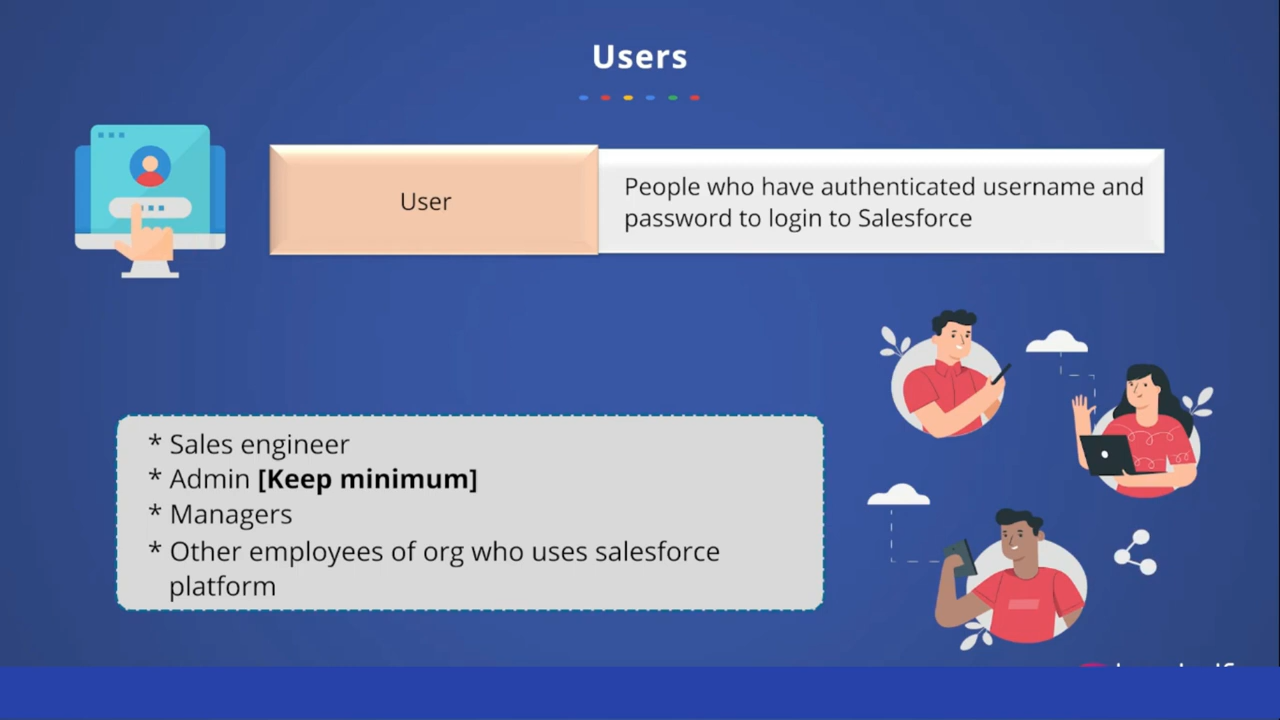 Users
User
People who have authenticated username and
password to login to Salesforce
* Sales engineer
* Admin [Keep minimum]
* Managers
* Other employees of org who uses salesforce
platform